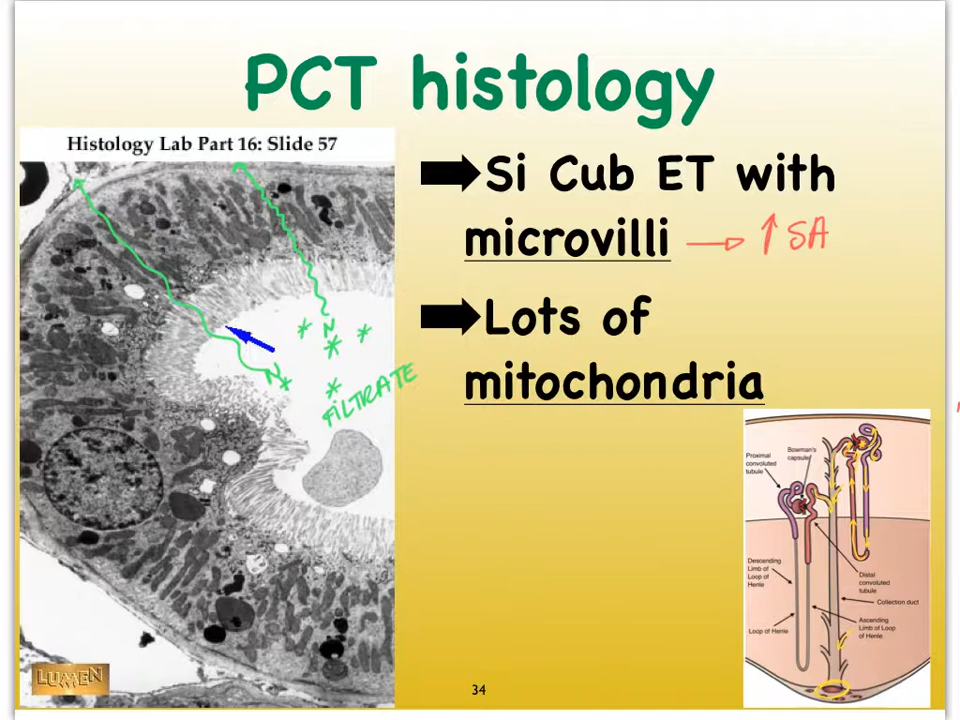 PCT histology
Histology Lab Part 16: Slide 57
➡Si Cub ET with
microvilli → ↑ SA
➡Lots of
mitochondria
FILTRATE
Proximal
convoluted
tubule
Bowman's
capsule
Descending
Limb of
Loop of
Henle
Loop of Henle
Distal
convoluted
tubule
Collection duct
Ascending
Limb of Loop
of Henle
LUMEN
34